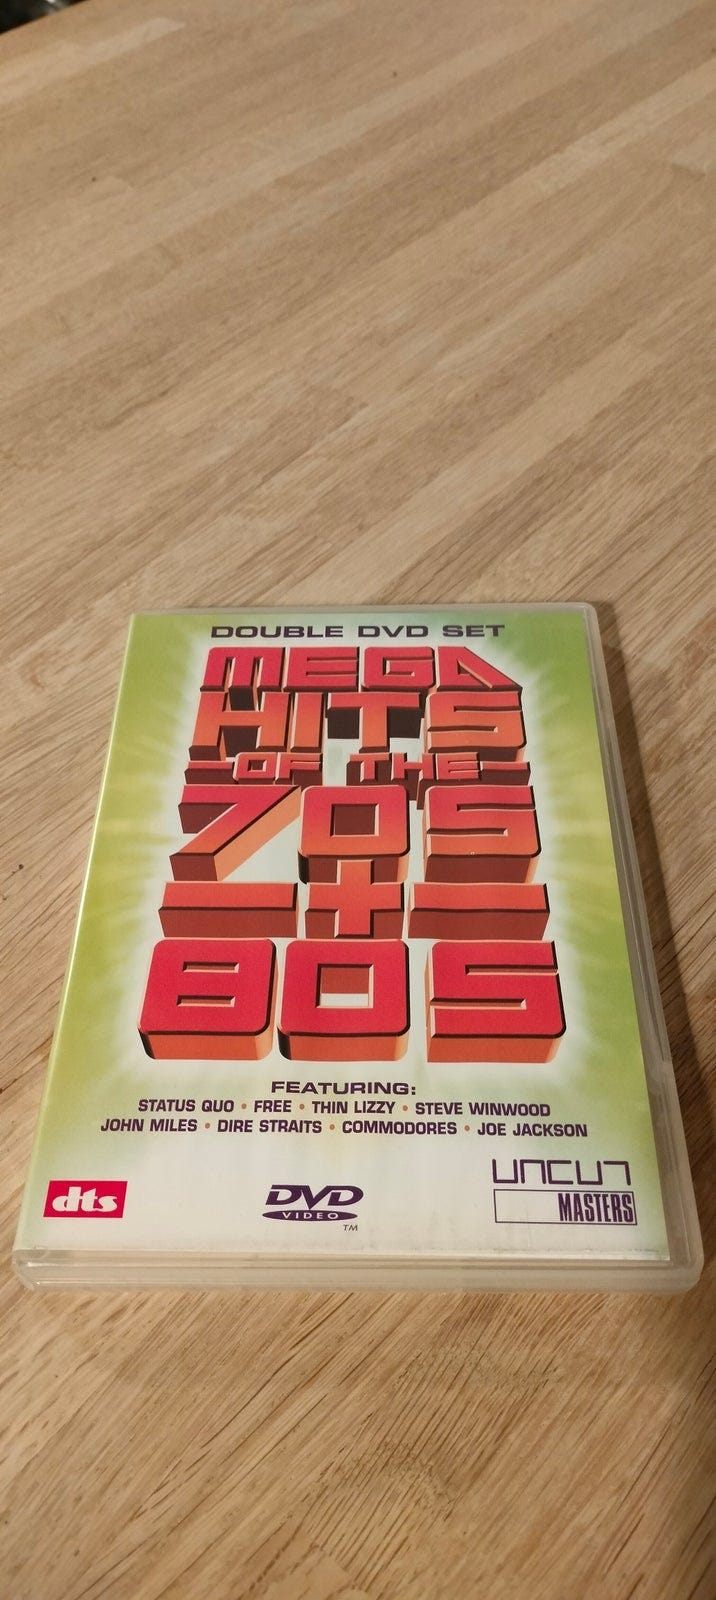 DOUBLE DVD SET
MEGA
HITS
OF THE
70S
+
80S
FEATURING:
STATUS QUO • FREE • THIN LIZZY • STEVE WINWOOD
JOHN MILES • DIRE STRAITS • COMMODORES • JOE JACKSON
dts
DVD
VIDEO
TM
UNCUT
MASTERS